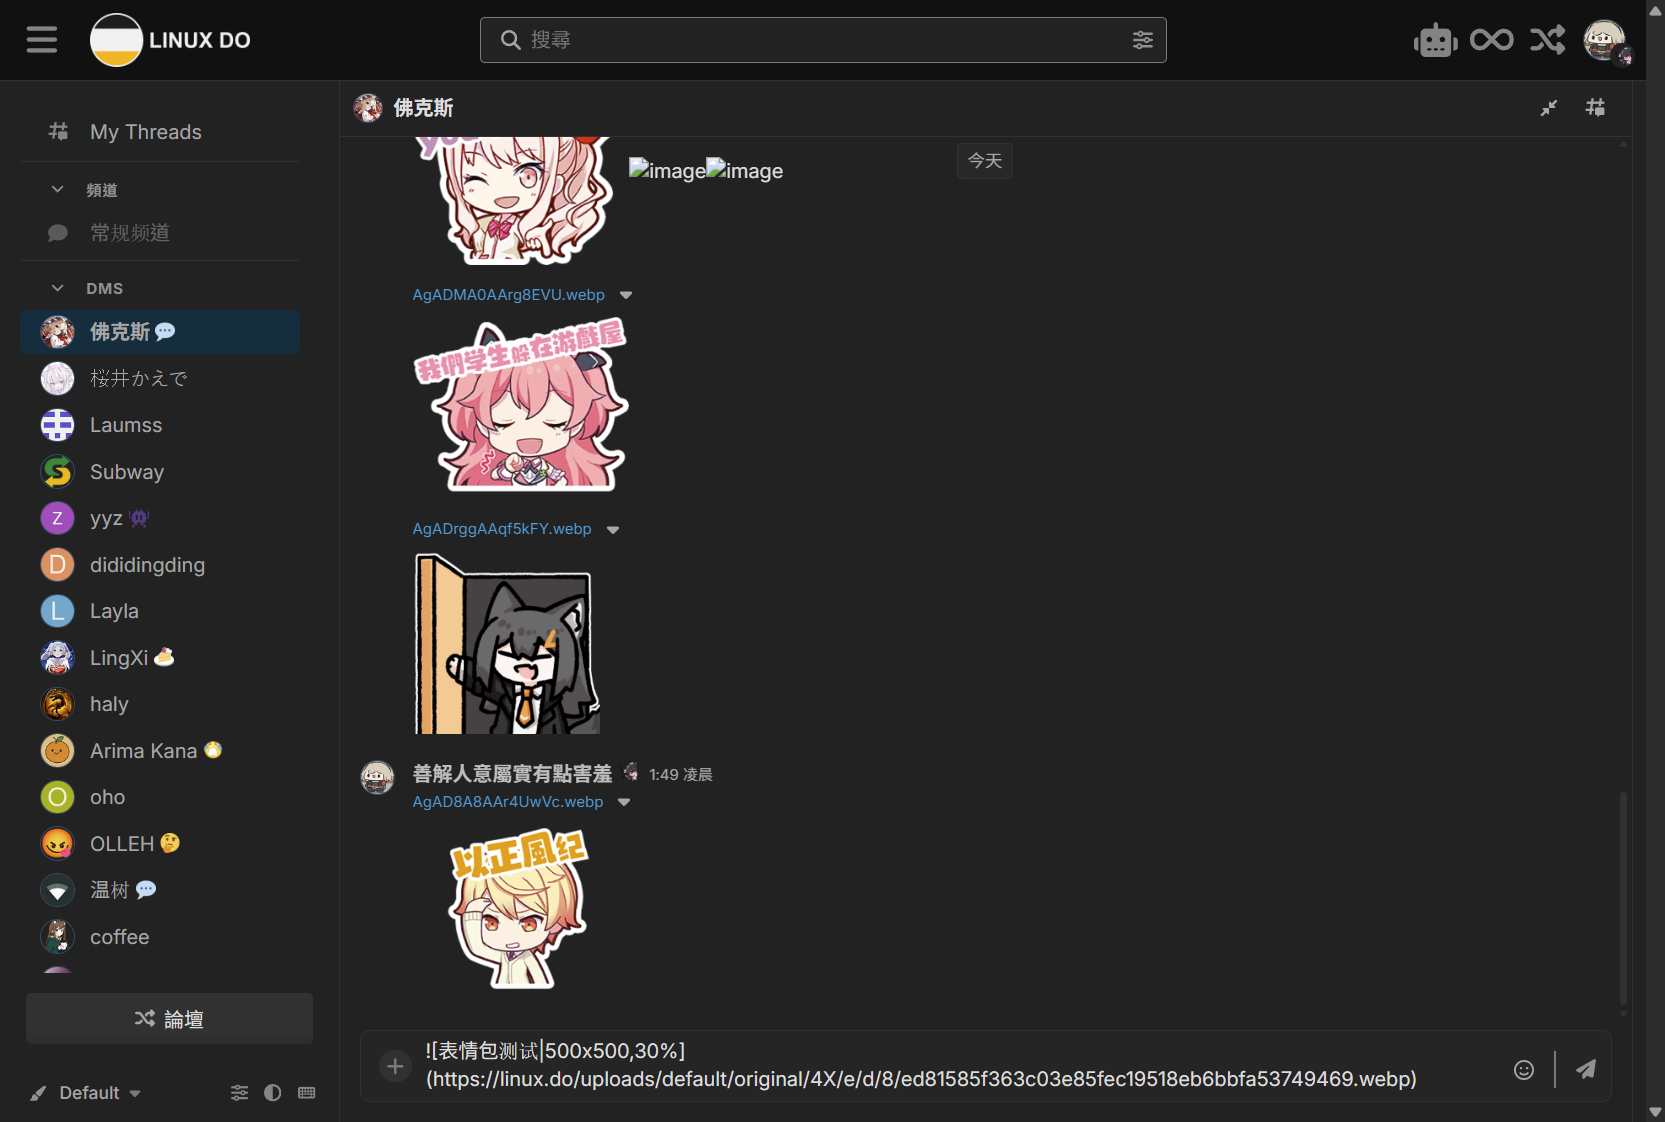 LINUX DO
搜尋
My Threads
頻道
常规频道
DMS
佛克斯
桜井かえで
Laumss
Subway
Z
yyz
D
dididingding
L
Layla
LingXi
haly
Arima Kana
O
oho
OLLEH
温树
coffee
論壇
Default
佛克斯
今天
you
image
image
AgADMA0AArg8EVU.webp
我們学生躲在游戲屋
AgADrggAAqf5kFY.webp
善解人意屬實有點害羞 1:49 凌晨
AgAD8A8AAr4UwVc.webp
以正風纪
![表情包测试|500x500,30%]
(https://linux.do/uploads/default/original/4X/e/d/8/ed81585f363c03e85fec19518eb6bbfa53749469.webp)